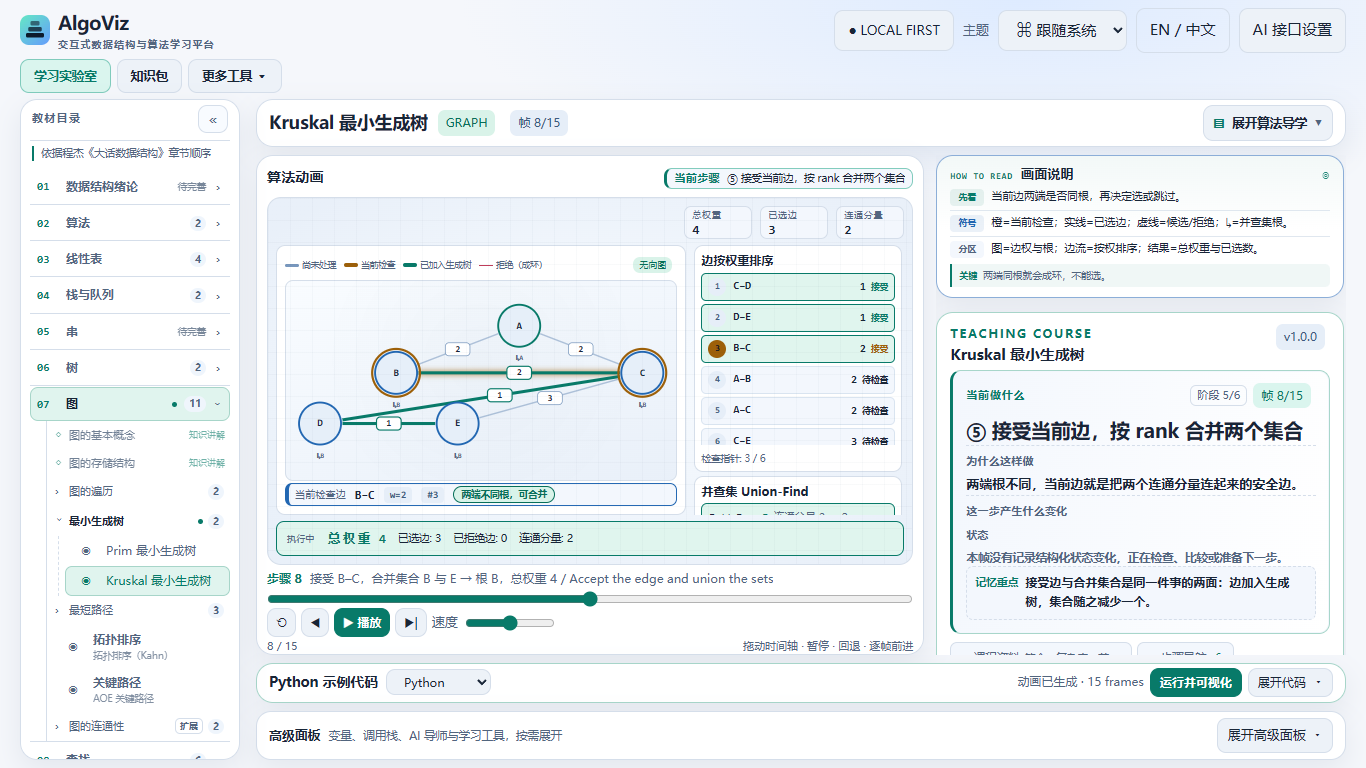 AlgoViz
交互式数据结构与算法学习平台
● LOCAL FIRST
主题
⌘ 跟随系统
EN / 中文
AI 接口设置
学习实验室
知识包
更多工具
教材目录
«
依据程杰《大话数据结构》章节顺序
01 数据结构绪论 待完善 ›
02 算法 2 ›
03 线性表 4 ›
04 栈与队列 2 ›
05 串 待完善 ›
06 树 2 ›
07 图 11
图的基本概念 知识讲解
图的存储结构 知识讲解
图的遍历 2
最小生成树 2
Prim 最小生成树
Kruskal 最小生成树
最短路径 3
拓扑排序
拓扑排序（Kahn）
关键路径
AOE 关键路径
图的连通性 扩展 2
Kruskal 最小生成树 GRAPH 帧 8/15
展开算法导学
算法动画
当前步骤 ⑤ 接受当前边，按 rank 合并两个集合
总权重
4
已选边
3
连通分量
2
尚未处理 当前检查 已加入生成树 拒绝（成环）
无向图
A
2
2
B
2
C
1
3
D
1
E
当前检查边 B–C w=2 #3 两端不同根，可合并
边按权重排序
1 C–D 1 接受
2 D–E 1 接受
3 B–C 2 接受
4 A–B 2 待检查
5 A–C 2 待检查
6 C–E 3 待检查
检查指针: 3 / 6
并查集 Union-Find
执行中 总权重 4 已选边: 3 已拒绝边: 0 连通分量: 2
步骤 8 接受 B–C，合并集合 B 与 E → 根 B，总权重 4 / Accept the edge and union the sets
▶ 播放
速度
8 / 15
拖动时间轴 · 暂停 · 回退 · 逐帧前进
HOW TO READ 画面说明
先看 当前边两端是否同根，再决定选或跳过。
符号 橙=当前检查；实线=已选边；虚线=候选/拒绝；↳=并查集根。
分区 图=边权与根；边流=按权排序；结果=总权重与已选数。
关键 两端同根就会成环，不能选。
TEACHING COURSE
Kruskal 最小生成树
v1.0.0
当前做什么
阶段 5/6
帧 8/15
⑤ 接受当前边，按 rank 合并两个集合
为什么这样做
两端根不同，当前边就是把两个连通分量连起来的安全边。
这一步产生什么变化
状态
本帧没有记录结构化状态变化，正在检查、比较或准备下一步。
记忆重点 接受边与合并集合是同一件事的两面：边加入生成树，集合随之减少一个。
Python 示例代码
Python
动画已生成 · 15 frames
运行并可视化
展开代码
高级面板 变量、调用栈、AI 导师与学习工具，按需展开
展开高级面板